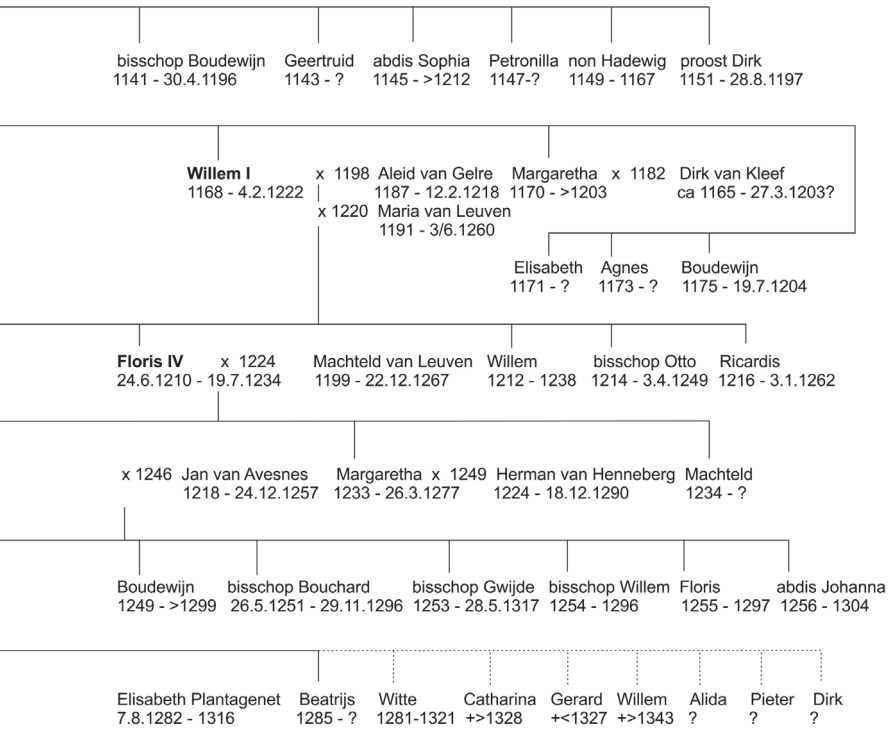 bisschop Boudewijn Geertruid abdis Sophia Petronilla non Hadewig proost Dirk
1141 - 30.4.1196 1143 - ? 1145 - >1212 1147-? 1149 - 1167 1151 - 28.8.1197
Willem I x 1198 Aleid van Gelre Margaretha x 1182 Dirk van Kleef
1168 - 4.2.1222 1187 - 12.2.1218 1170 - >1203 ca 1165 - 27.3.1203?
x 1220 Maria van Leuven
1191 - 3/6.1260
Elisabeth Agnes Boudewijn
1171 - ? 1173 - ? 1175 - 19.7.1204
Floris IV x 1224 Machteld van Leuven Willem bisschop Otto Ricardis
24.6.1210 - 19.7.1234 1199 - 22.12.1267 1212 - 1238 1214 - 3.4.1249 1216 - 3.1.1262
x 1246 Jan van Avesnes Margaretha x 1249 Herman van Henneberg Machteld
1218 - 24.12.1257 1233 - 26.3.1277 1224 - 18.12.1290 1234 - ?
Boudewijn bisschop Bouchard bisschop Gwijde bisschop Willem Floris abdis Johanna
1249 - >1299 26.5.1251 - 29.11.1296 1253 - 28.5.1317 1254 - 1296 1255 - 1297 1256 - 1304
Elisabeth Plantagenet Beatrijs Witte Catharina Gerard Willem Alida Pieter Dirk
7.8.1282 - 1316 1285 - ? 1281-1321 +>1328 +<1327 +>1343 ? ? ?